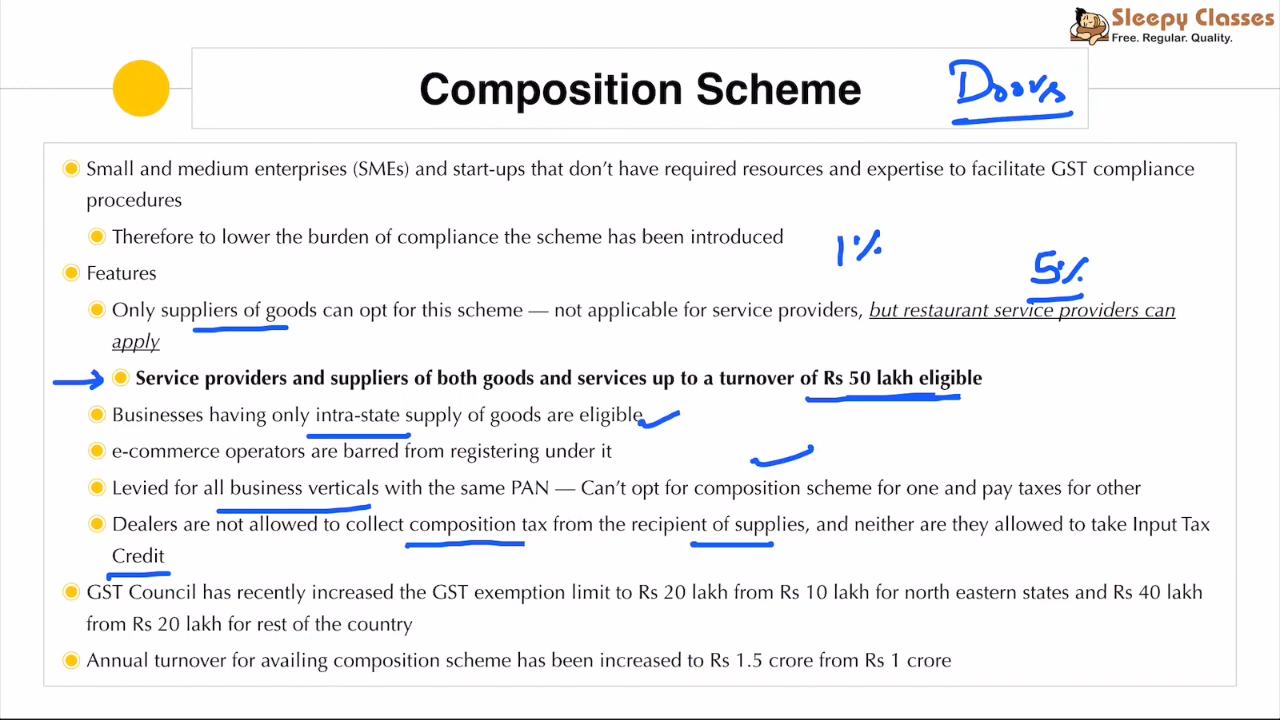 Sleepy Classes
Free. Regular. Quality.
Composition Scheme
Small and medium enterprises (SMEs) and start-ups that don’t have required resources and expertise to facilitate GST compliance
procedures
Therefore to lower the burden of compliance the scheme has been introduced
1%
Features
5%
Only suppliers of goods can opt for this scheme — not applicable for service providers, but restaurant service providers can
apply
Service providers and suppliers of both goods and services up to a turnover of Rs 50 lakh eligible
Businesses having only intra-state supply of goods are eligible
e-commerce operators are barred from registering under it
Levied for all business verticals with the same PAN — Can’t opt for composition scheme for one and pay taxes for other
Dealers are not allowed to collect composition tax from the recipient of supplies, and neither are they allowed to take Input Tax
Credit
GST Council has recently increased the GST exemption limit to Rs 20 lakh from Rs 10 lakh for north eastern states and Rs 40 lakh
from Rs 20 lakh for rest of the country
Annual turnover for availing composition scheme has been increased to Rs 1.5 crore from Rs 1 crore